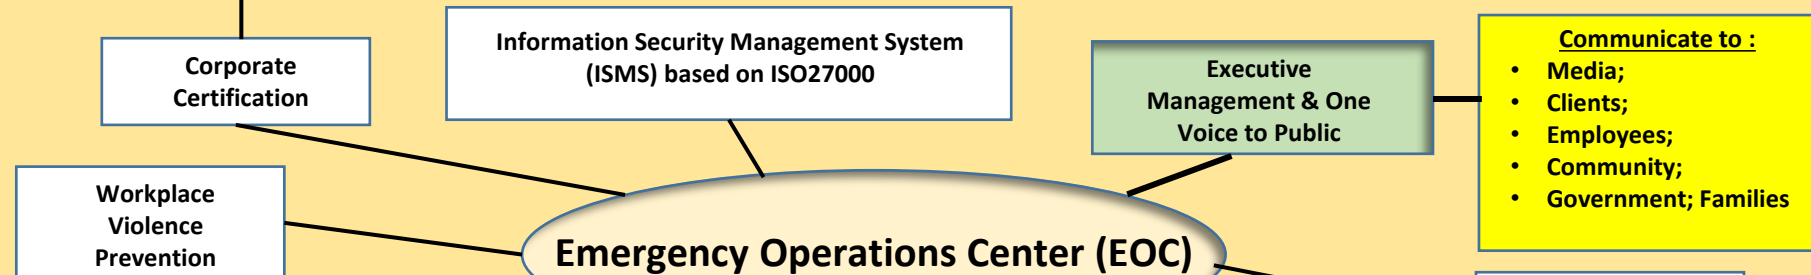 Corporate
Certification
Information Security Management System
(ISMS) based on ISO27000
Executive
Management & One
Voice to Public
Communicate to :
• Media;
• Clients;
• Employees;
• Community;
• Government; Families
Workplace
Violence
Prevention
Emergency Operations Center (EOC)